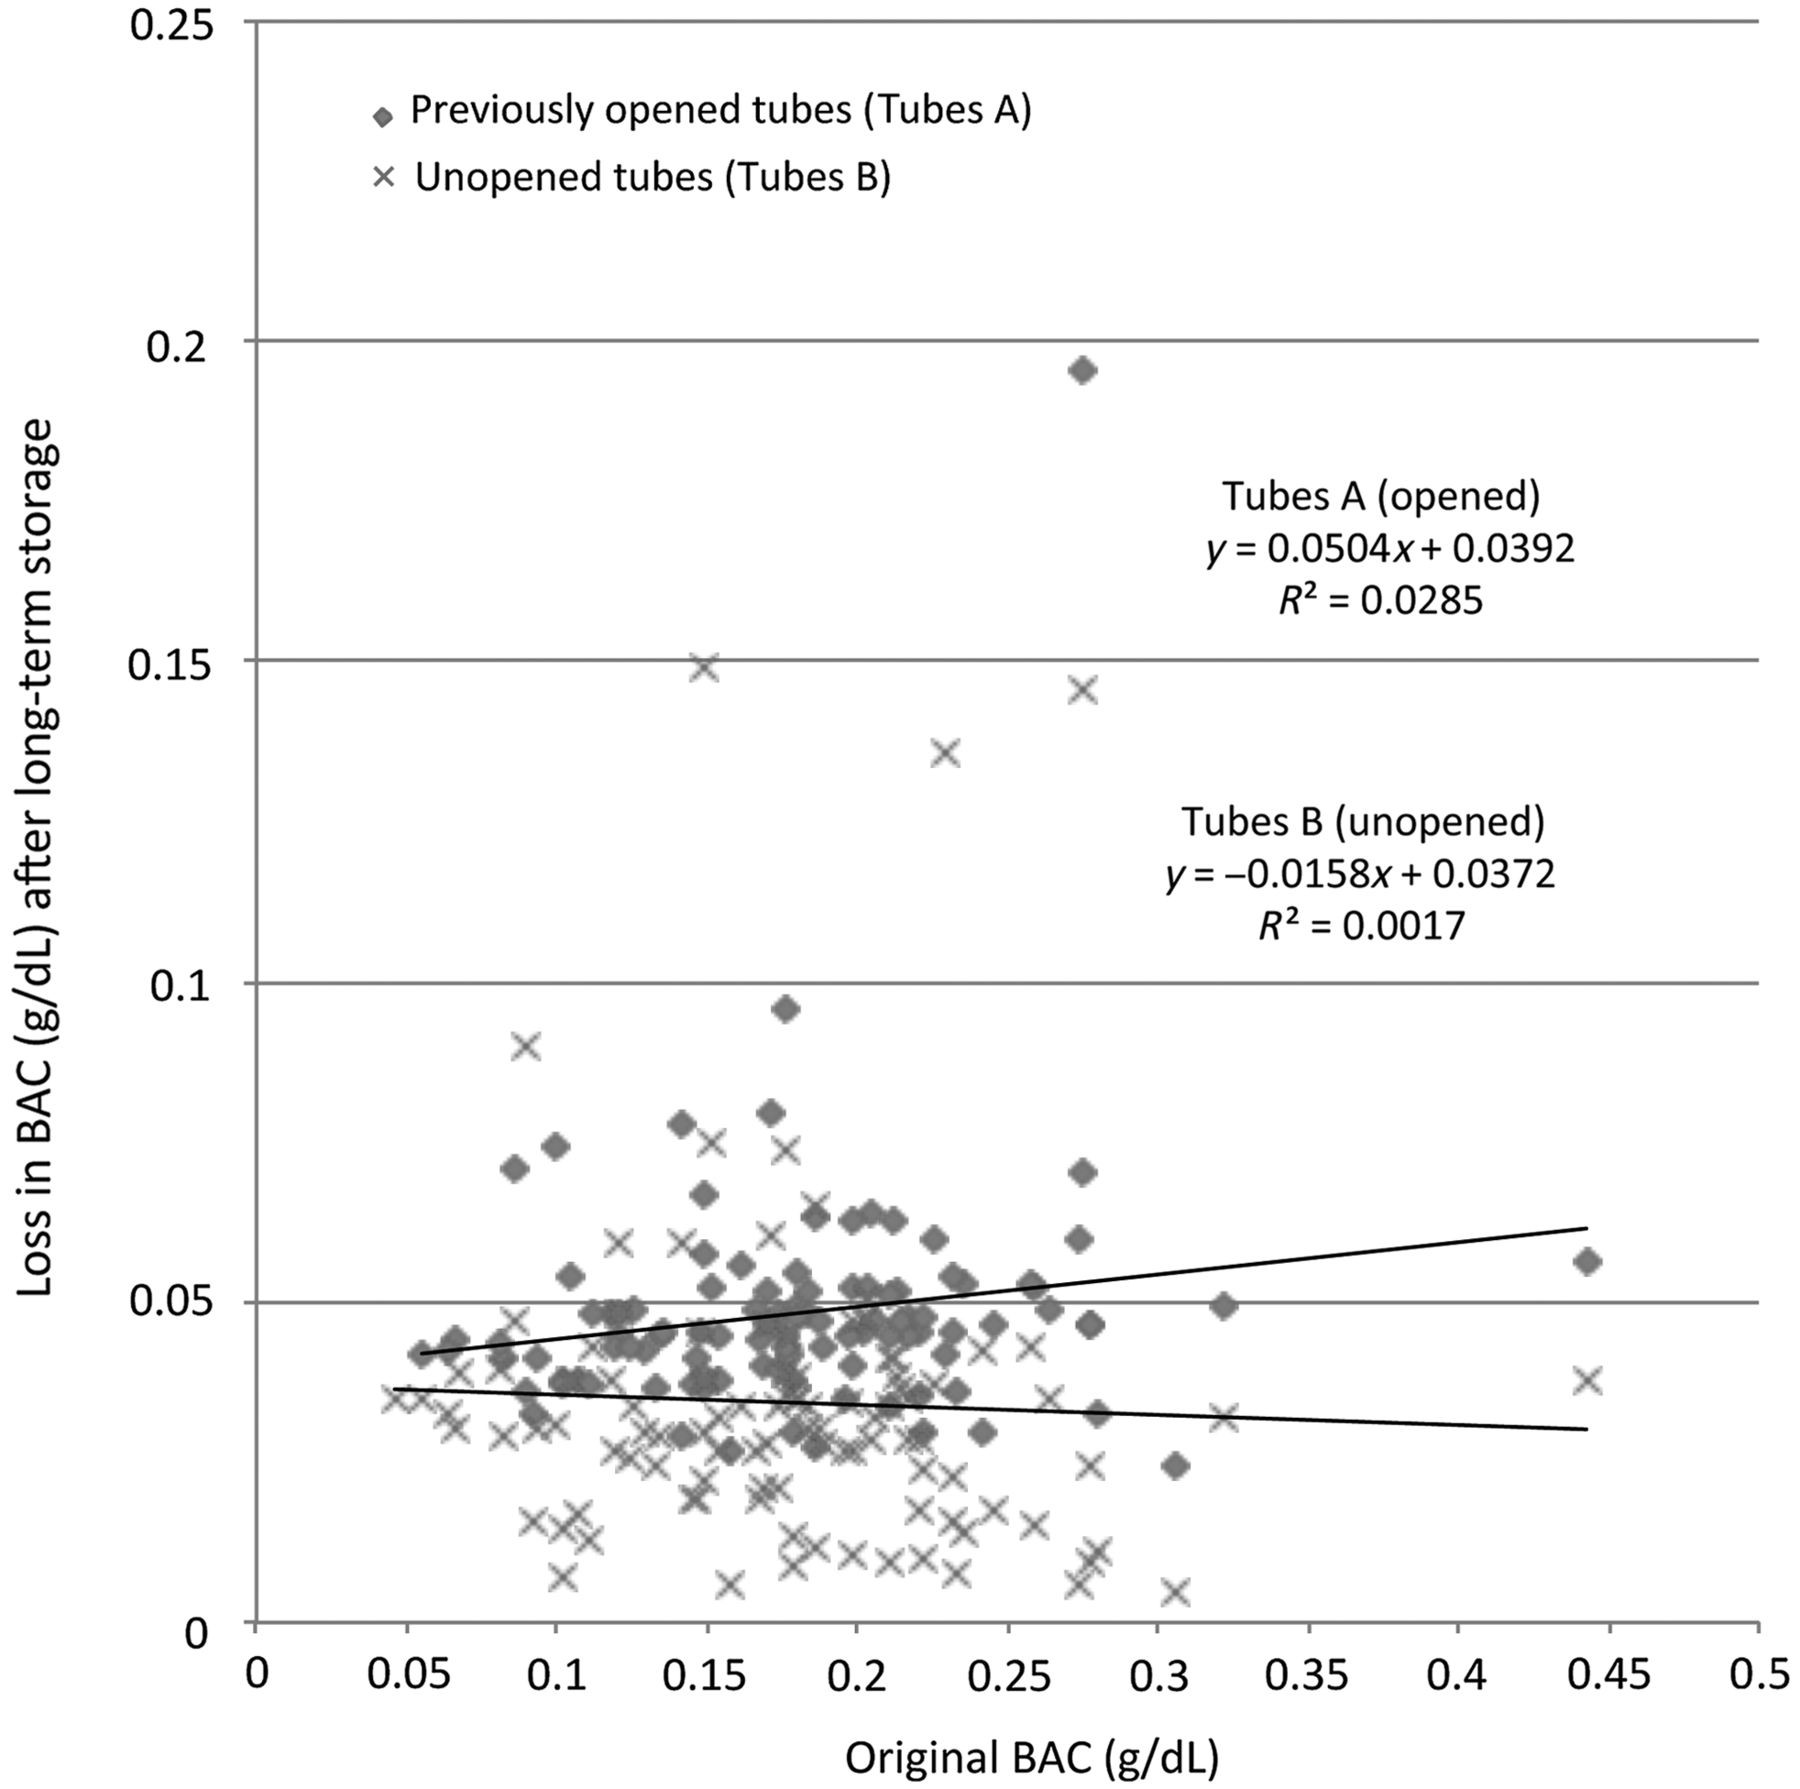 0.25
Previously opened tubes (Tubes A)
Unopened tubes (Tubes B)
0.2
Tubes A (opened)
y = 0.0504x + 0.0392
R² = 0.0285
0.15
Tubes B (unopened)
y = –0.0158x + 0.0372
R² = 0.0017
0.1
0.05
0
Loss in BAC (g/dL) after long-term storage
0 0.05 0.1 0.15 0.2 0.25 0.3 0.35 0.4 0.45 0.5
Original BAC (g/dL)